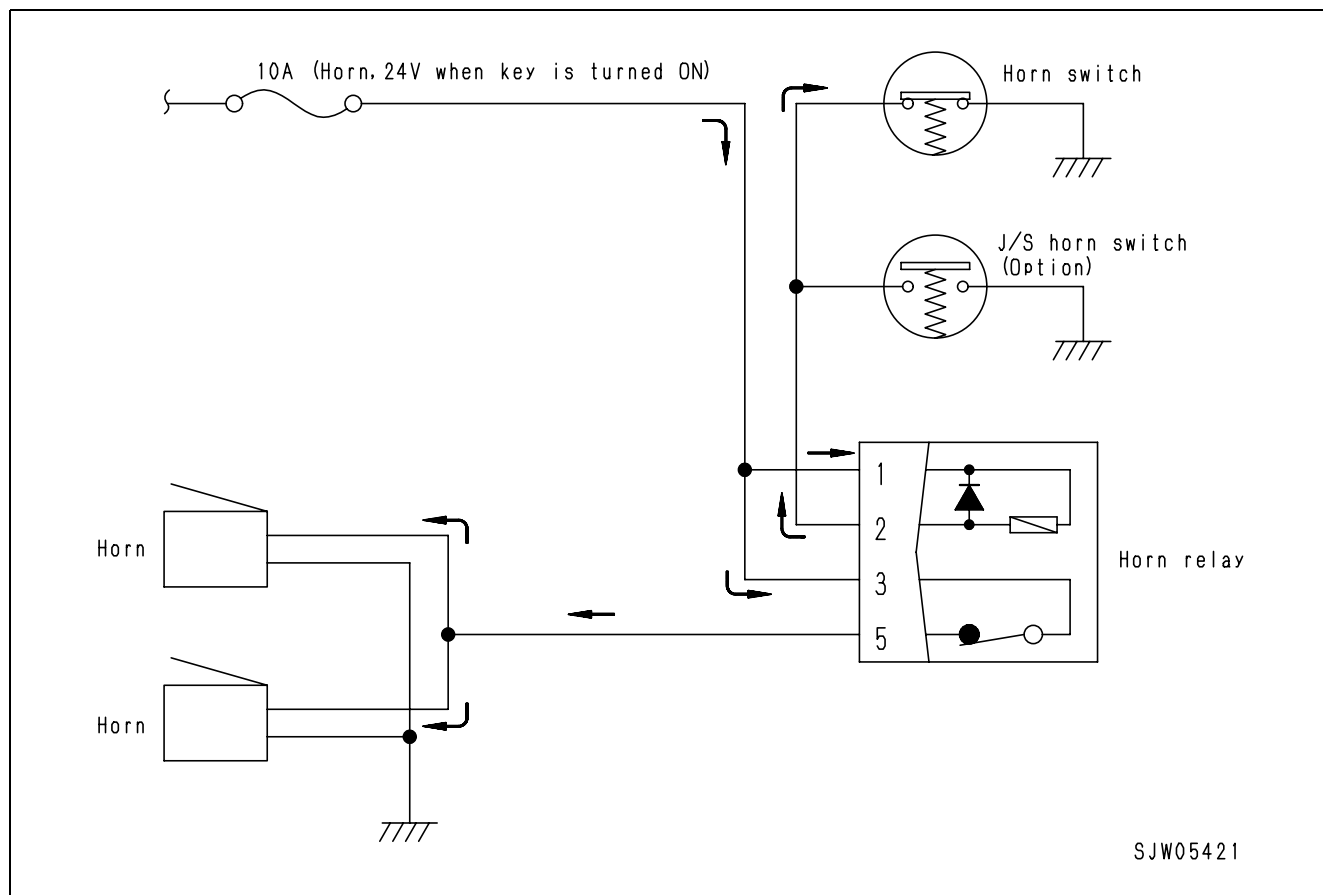 10A (Horn, 24V when key is turned ON)
Horn switch
J/S horn switch
(Option)
1
2
3
5
Horn relay
Horn
Horn
SJW05421